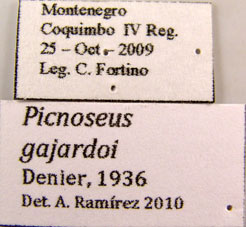 Montenegro
Coquimbo IV Reg.
25 - Oct. - 2009
Leg. C. Fortino
Picnoseus
gajardoi
Denier, 1936
Det. A. Ramírez 2010